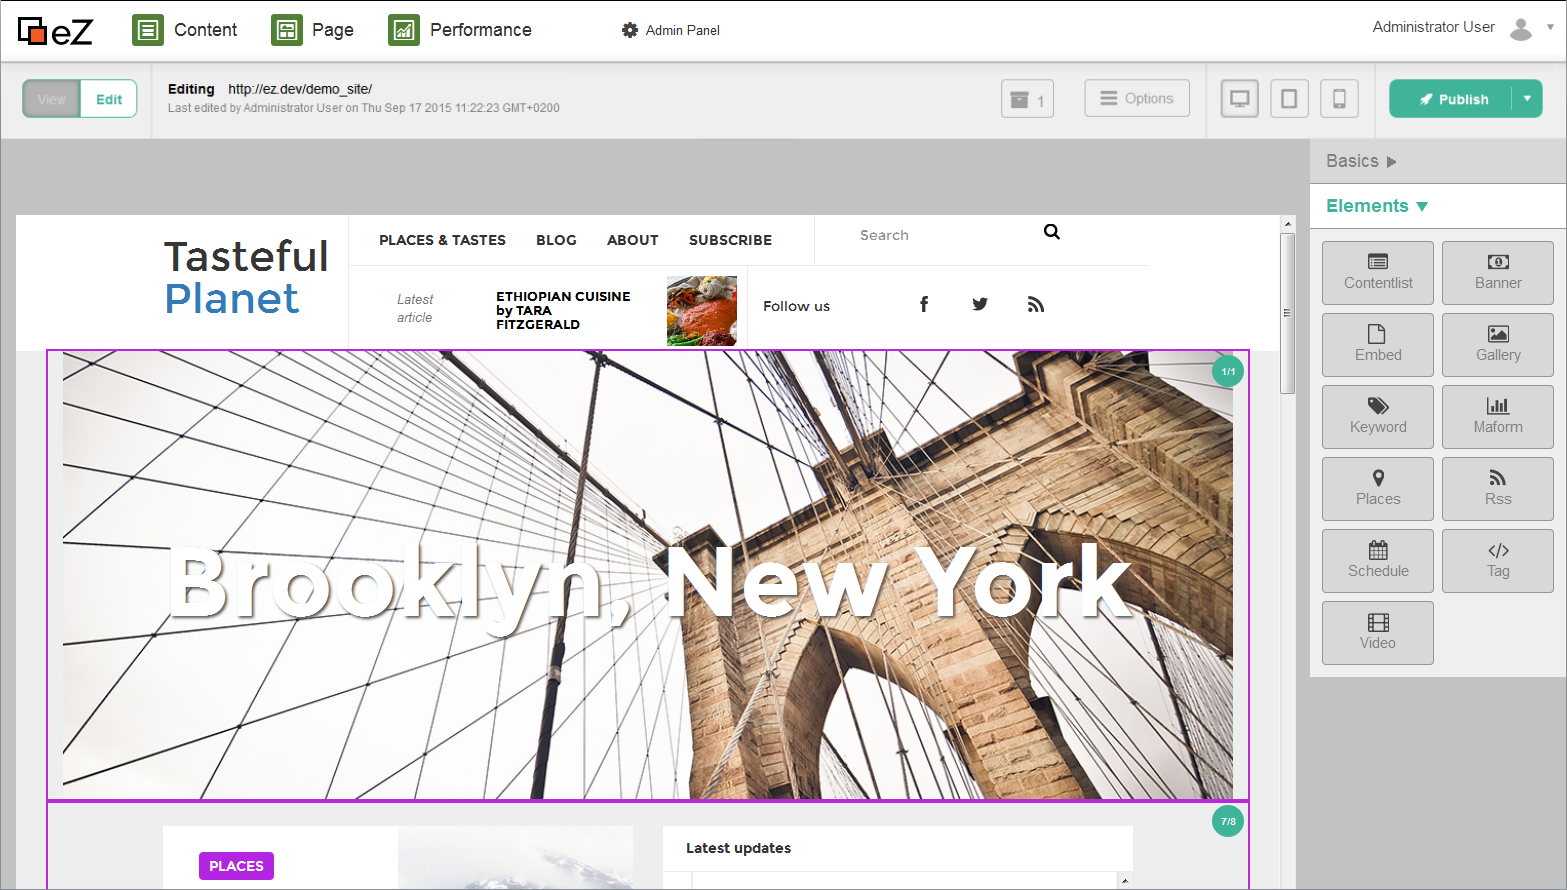 eZ
Content
Page
Performance
Admin Panel
Administrator User
View
Edit
Editing http://ez.dev/demo_site/
Last edited by Administrator User on Thu Sep 17 2015 11:22:23 GMT+0200
1
Options
Publish
Basics
Elements
Contentlist
Banner
Embed
Gallery
Keyword
Maform
Places
Rss
Schedule
Tag
Video
Tasteful
Planet
PLACES & TASTES
BLOG
ABOUT
SUBSCRIBE
Search
Latest
article
ETHIOPIAN CUISINE
by TARA
FITZGERALD
Follow us
1/1
Brooklyn, New York
7/8
PLACES
Latest updates